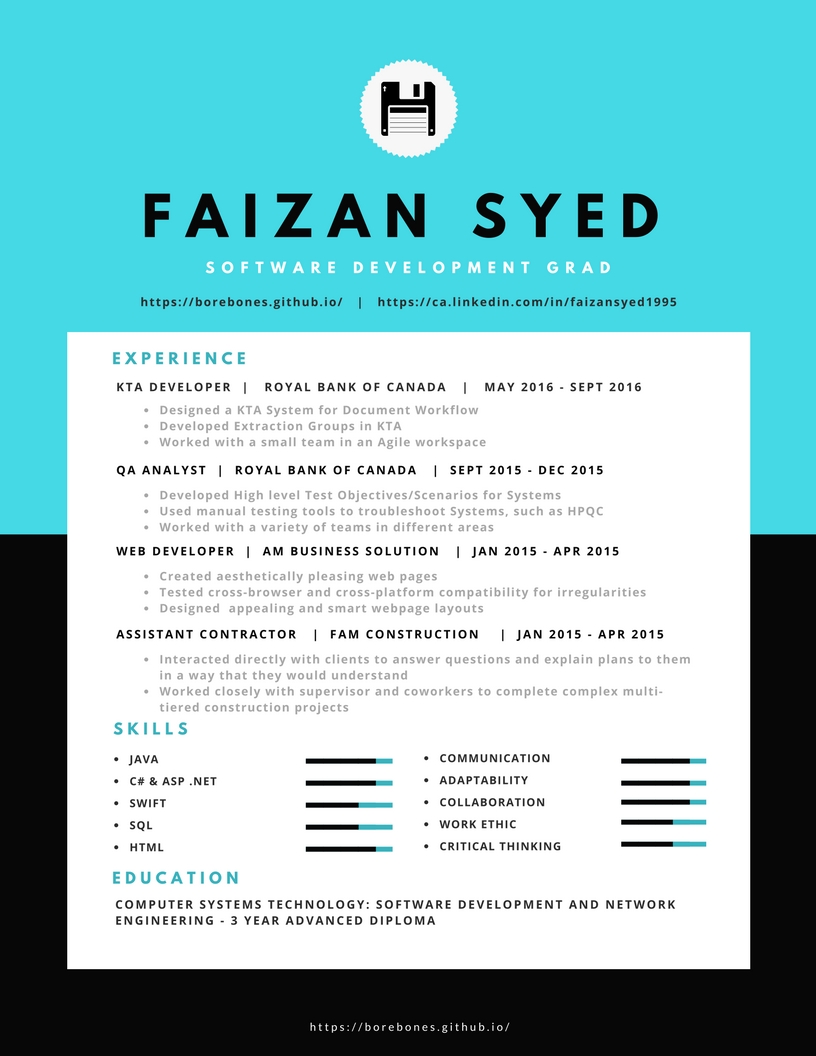 FAIZAN SYED
SOFTWARE DEVELOPMENT GRAD
https://borebones.github.io/ | https://ca.linkedin.com/in/faizansyed1995
EXPERIENCE
KTA DEVELOPER | ROYAL BANK OF CANADA | MAY 2016 - SEPT 2016
• Designed a KTA System for Document Workflow
• Developed Extraction Groups in KTA
• Worked with a small team in an Agile workspace
QA ANALYST | ROYAL BANK OF CANADA | SEPT 2015 - DEC 2015
• Developed High level Test Objectives/Scenarios for Systems
• Used manual testing tools to troubleshoot Systems, such as HPQC
• Worked with a variety of teams in different areas
WEB DEVELOPER | AM BUSINESS SOLUTION | JAN 2015 - APR 2015
• Created aesthetically pleasing web pages
• Tested cross-browser and cross-platform compatibility for irregularities
• Designed  appealing and smart webpage layouts
ASSISTANT CONTRACTOR | FAM CONSTRUCTION | JAN 2015 - APR 2015
• Interacted directly with clients to answer questions and explain plans to them
in a way that they would understand
• Worked closely with supervisor and coworkers to complete complex multi-
tiered construction projects
SKILLS
• JAVA
• C# & ASP .NET
• SWIFT
• SQL
• HTML
• COMMUNICATION
• ADAPTABILITY
• COLLABORATION
• WORK ETHIC
• CRITICAL THINKING
EDUCATION
COMPUTER SYSTEMS TECHNOLOGY: SOFTWARE DEVELOPMENT AND NETWORK
ENGINEERING - 3 YEAR ADVANCED DIPLOMA
https://borebones.github.io/